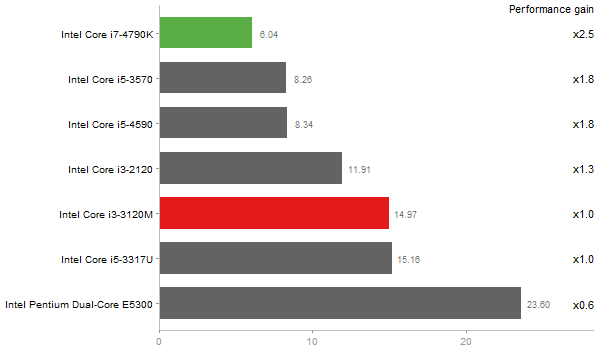 Performance gain
Intel Core i7-4790K 6.04 x2.5
Intel Core i5-3570 8.26 x1.8
Intel Core i5-4590 8.34 x1.8
Intel Core i3-2120 11.91 x1.3
Intel Core i3-3120M 14.97 x1.0
Intel Core i5-3317U 15.16 x1.0
Intel Pentium Dual-Core E5300 23.60 x0.6
0 10 20